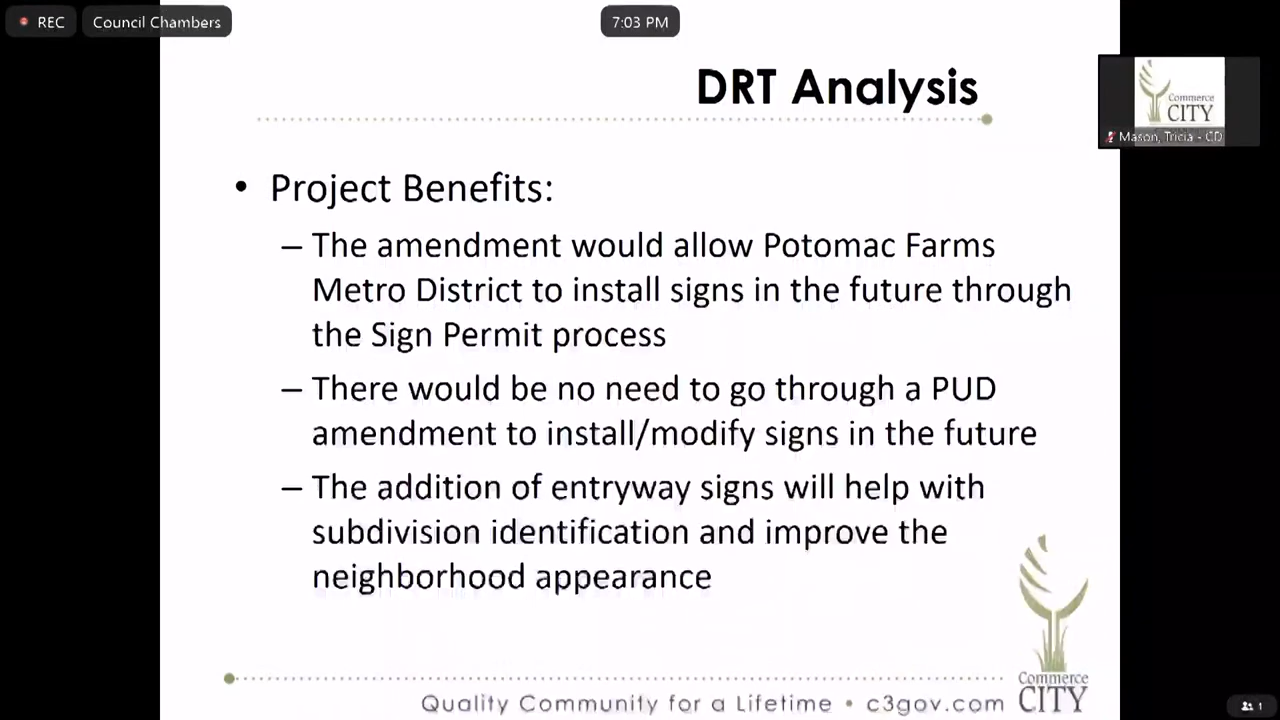 REC
Council Chambers
7:03 PM
DRT Analysis
Commerce
CITY
Mason, Tricia - CD
• Project Benefits:
– The amendment would allow Potomac Farms
Metro District to install signs in the future through
the Sign Permit process
– There would be no need to go through a PUD
amendment to install/modify signs in the future
– The addition of entryway signs will help with
subdivision identification and improve the
neighborhood appearance
Commerce
CITY
Quality Community for a Lifetime • c3gov.com
1